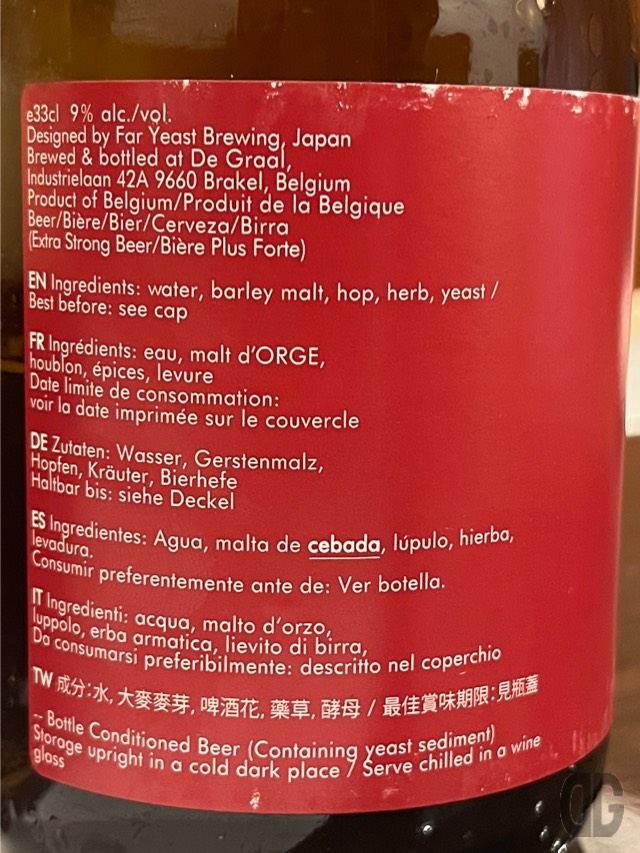 e33cl 9% alc./vol.
Designed by Far Yeast Brewing, Japan
Brewed & bottled at De Graal,
Industrielaan 42A 9660 Brakel, Belgium
Product of Belgium/Produit de la Belgique
Beer/Bière/Bier/Cerveza/Birra
(Extra Strong Beer/Bière Plus Forte)
EN Ingredients: water, barley malt, hop, herb, yeast /
Best before: see cap
FR Ingrédients: eau, malt d'ORGE,
houblon, épices, levure
Date limite de consommation:
voir la date imprimée sur le couvercle
DE Zutaten: Wasser, Gerstenmalz,
Hopfen, Kräuter, Bierhefe
Haltbar bis: siehe Deckel
ES Ingredientes: Agua, malta de cebada, lúpulo, hierba,
levadura.
Consumir preferentemente ante de: Ver botella.
IT Ingredienti: acqua, malto d'orzo,
luppolo, erba armatica, lievito di birra,
Da consumarsi preferibilmente: descritto nel coperchio
TW 成分:水, 大麥麥芽, 啤酒花, 藥草, 酵母 / 最佳賞味期限:見瓶蓋
-- Bottle Conditioned Beer (Containing yeast sediment)
Storage upright in a cold dark place / Serve chilled in a wine
glass
DG